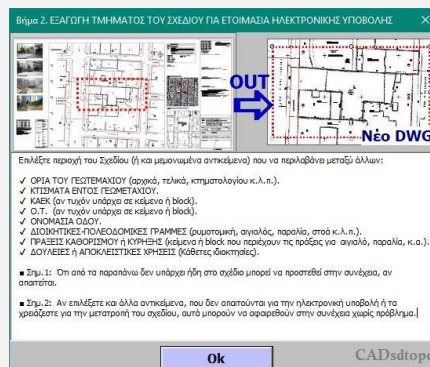 Βήμα 2. ΕΞΑΓΩΓΗ ΤΜΗΜΑΤΟΣ ΤΟΥ ΣΧΕΔΙΟΥ ΓΙΑ ΕΤΟΙΜΑΣΙΑ ΗΛΕΚΤΡΟΝΙΚΗΣ ΥΠΟΒΟΛΗΣ
OUT
Νέο DWG
Επιλέξτε περιοχή του Σχεδίου (ή και μεμονωμένα αντικείμενα) που να περιλαβάνει μεταξύ άλλων:
✓ ΟΡΙΑ ΤΟΥ ΓΕΩΤΕΜΑΧΙΟΥ (αρχικά, τελικά, κτηματολογίου κ.λ.π.).
✓ ΚΤΙΣΜΑΤΑ ΕΝΤΟΣ ΓΕΩΜΕΤΑΧΙΟΥ.
✓ ΚΑΕΚ (αν τυχόν υπάρχει σε κείμενο ή block).
✓ Ο.Τ. (αν τυχόν υπάρχει σε κείμενο ή block).
✓ ΟΝΟΜΑΣΙΑ ΟΔΟΥ.
✓ ΔΙΟΙΚΗΤΙΚΕΣ-ΠΟΛΕΟΔΟΜΙΚΕΣ ΓΡΑΜΜΕΣ (ρυμοτομική, αιγιαλός, παραλία, στοά κ.λ.π.).
✓ ΠΡΑΞΕΙΣ ΚΑΘΟΡΙΣΜΟΥ ή ΚΥΡΗΞΗΣ (κείμενα ή block που περιέχουν τις πράξεις για αιγιαλό, παραλία, κ.α.).
✓ ΔΟΥΛΕΙΕΣ ή ΑΠΟΚΛΕΙΣΤΙΚΕΣ ΧΡΗΣΕΙΣ (Κάθετες ιδιοκτησίες).
■ Σημ.1: Ότι από τα παραπάνω δεν υπάρχει ήδη στο σχέδιο μπορεί να προστεθεί στην συνέχεια, αν
απαιτείται.
■ Σημ.2: Αν επιλέξετε και άλλα αντικείμενα, που δεν απαιτούνται για την ηλεκτρονική υποβολή ή τα
χρειάζεστε για την μετατροπή του σχεδίου, αυτά μπορούν να αφαιρεθούν στην συνέχεια χωρίς πρόβλημα.
Ok
CADsdtopo